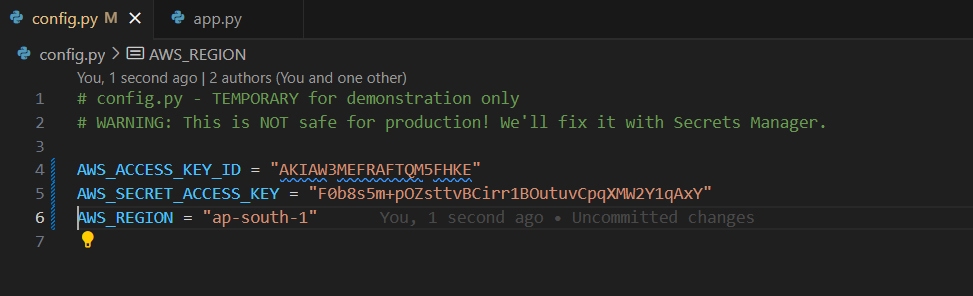 config.py M
app.py
config.py > AWS_REGION
You, 1 second ago | 2 authors (You and one other)
1 # config.py - TEMPORARY for demonstration only
2 # WARNING: This is NOT safe for production! We'll fix it with Secrets Manager.
3
4 AWS_ACCESS_KEY_ID = "AKIAW3MEFRAFTQM5FHKE"
5 AWS_SECRET_ACCESS_KEY = "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"
6 AWS_REGION = "ap-south-1" You, 1 second ago • Uncommitted changes
7